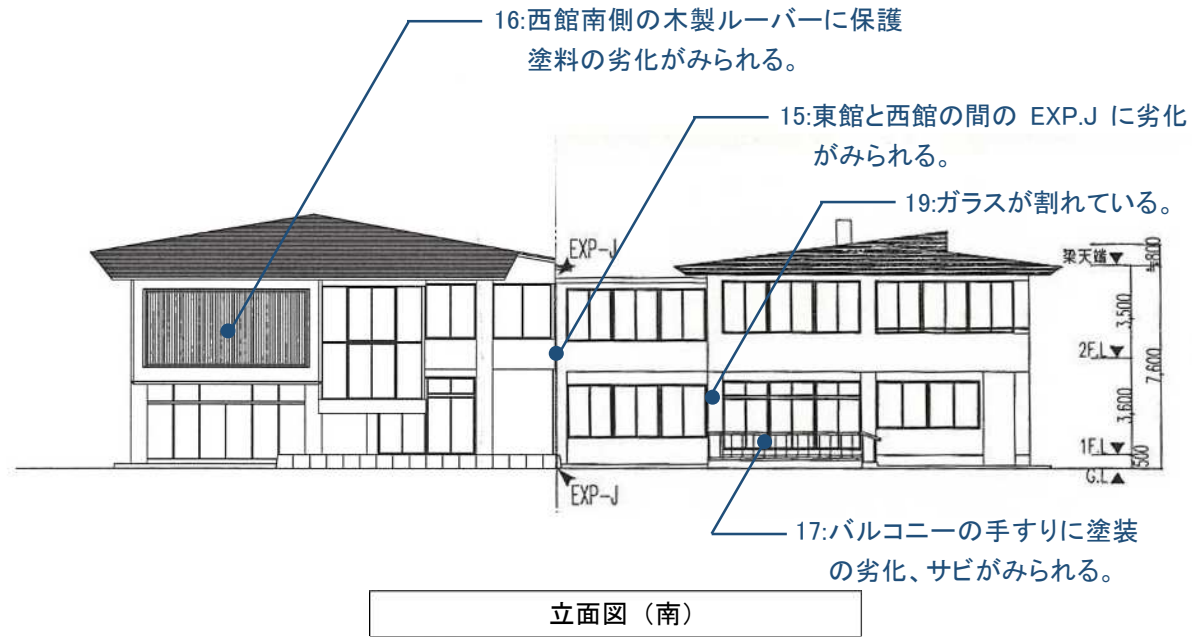 16:西館南側の木製ルーバーに保護
塗料の劣化がみられる。
15:東館と西館の間の EXP.J に劣化
がみられる。
19:ガラスが割れている。
EXP-J
梁天端▼
≒800
3,500
2F.L▼
7,600
3,600
1F.L▼
500
G.L▲
EXP-J
17:バルコニーの手すりに塗装
の劣化、サビがみられる。
立面図（南）